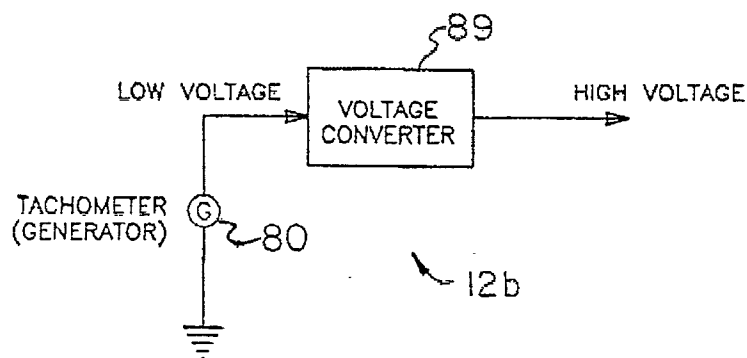 89
LOW VOLTAGE
VOLTAGE
CONVERTER
HIGH VOLTAGE
TACHOMETER
(GENERATOR)
G
80
12b